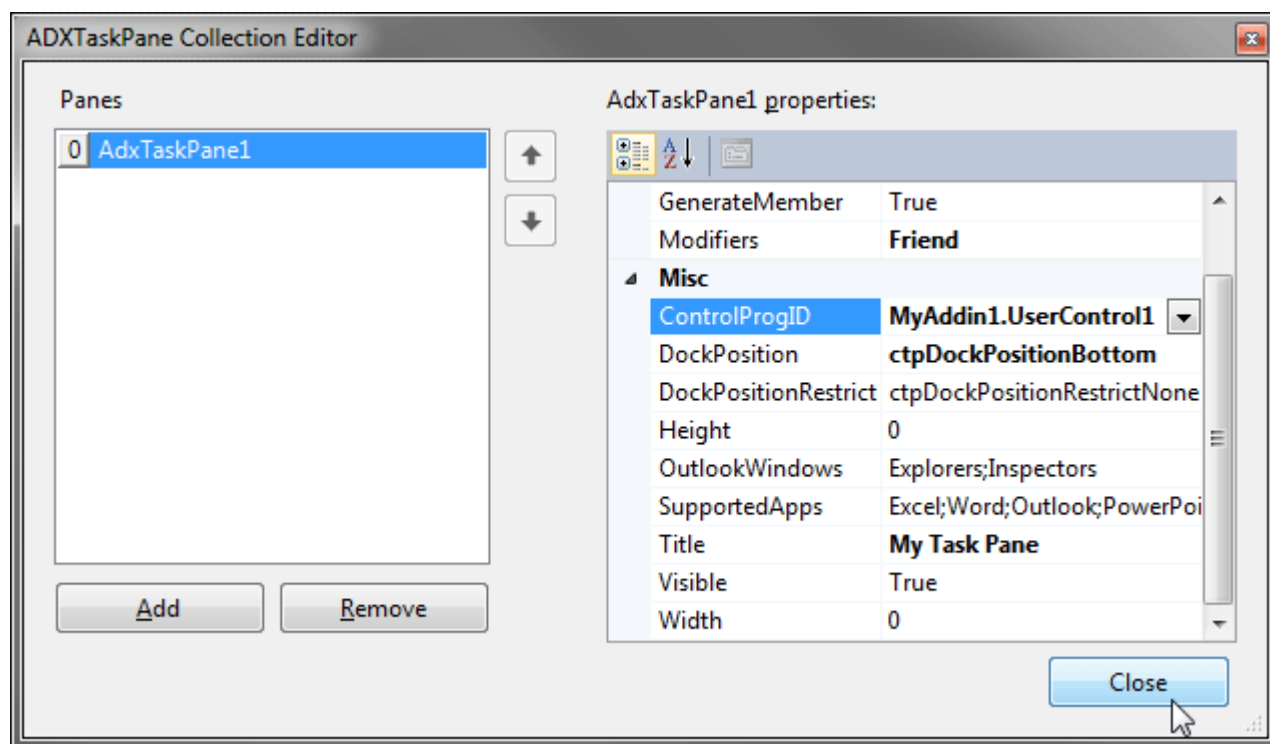 ADXTaskPane Collection Editor
Panes
AdxTaskPane1 properties:
0 AdxTaskPane1
GenerateMember True
Modifiers Friend
Misc
ControlProgID MyAddin1.UserControl1
DockPosition ctpDockPositionBottom
DockPositionRestrict ctpDockPositionRestrictNone
Height 0
OutlookWindows Explorers;Inspectors
SupportedApps Excel;Word;Outlook;PowerPoi
Title My Task Pane
Visible True
Width 0
Add Remove
Close